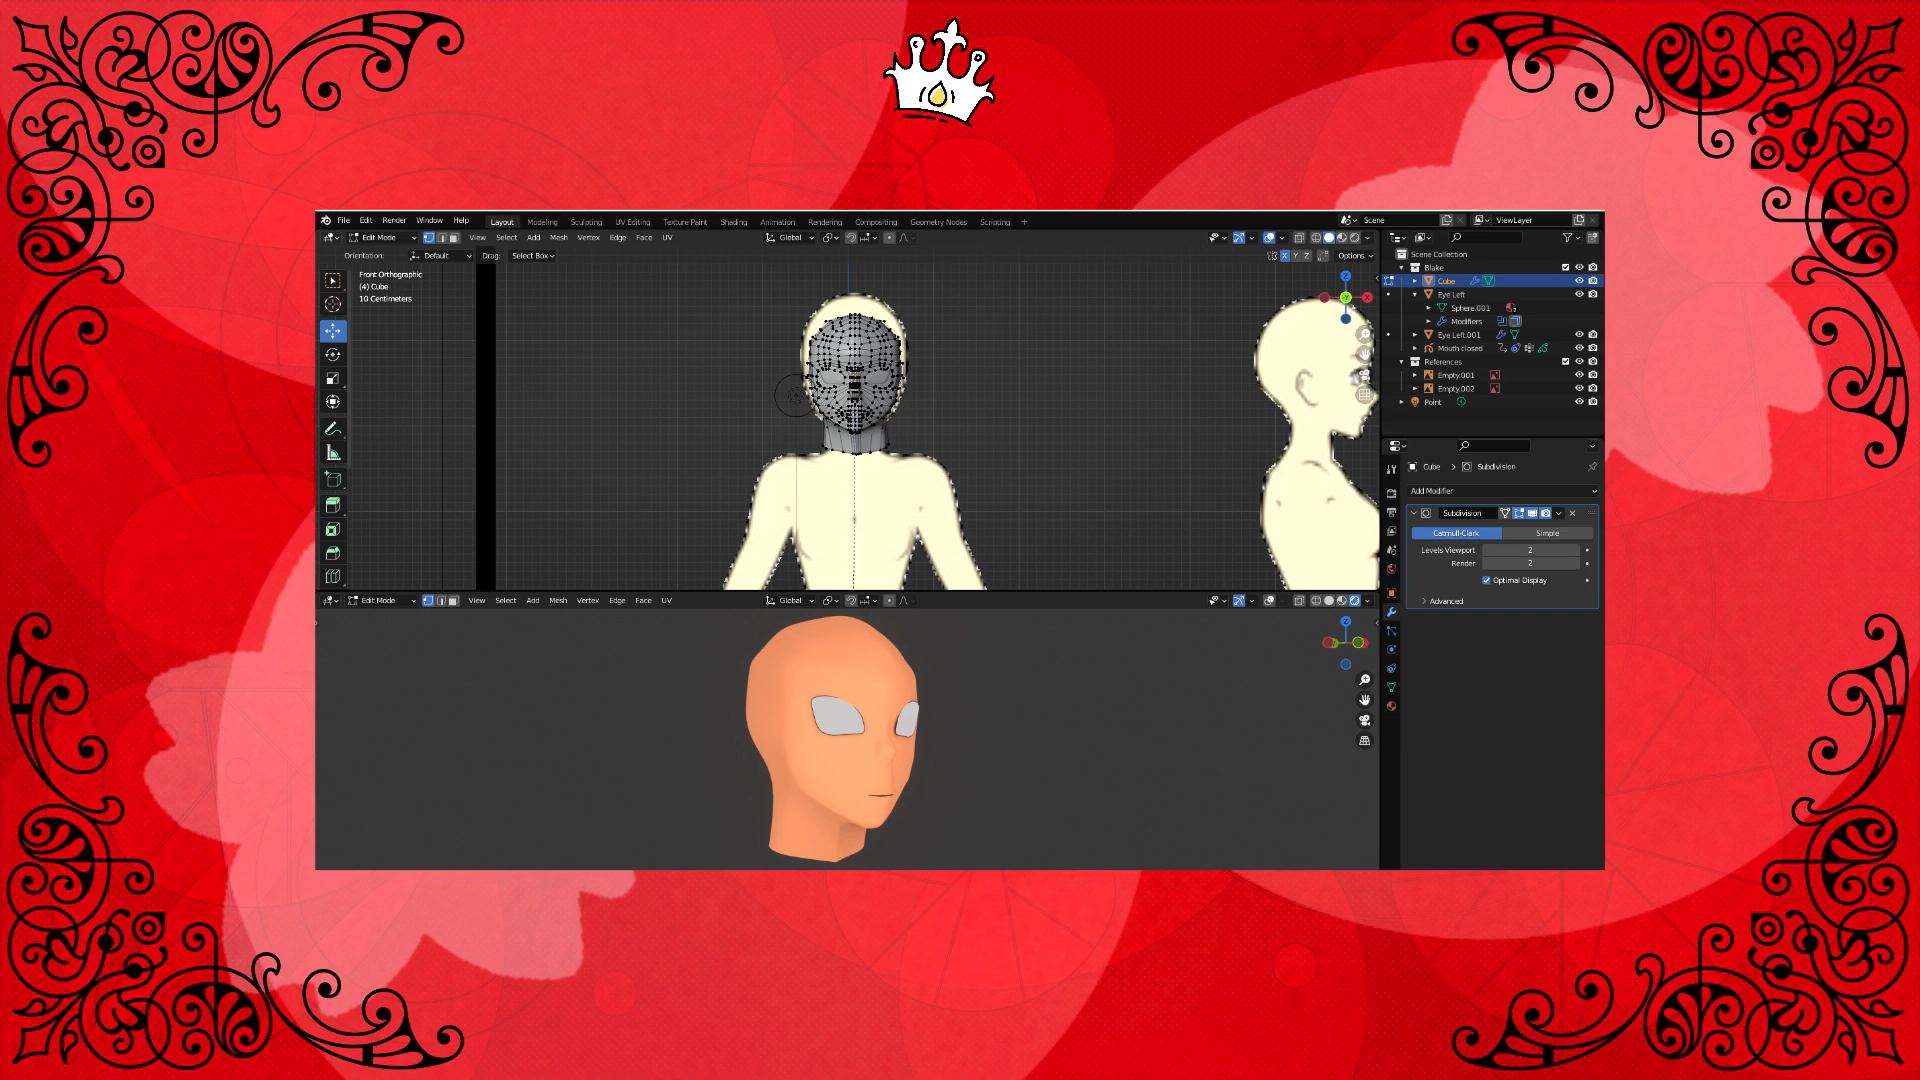 File Edit Render Window Help Layout Modeling Sculpting UV Editing Texture Paint Shading Animation Rendering Compositing Geometry Nodes Scripting + Scene ViewLayer
Edit Mode View Select Add Mesh Vertex Edge Face UV Global
Orientation: Default Drag: Select Box X Y Z Options
Front Orthographic
(4) Cube
10 Centimeters
Z
Y
X
Scene Collection
Blake
Cube
Eye Left
Sphere.001
Modifiers
Eye Left.001
Mouth closed
References
Empty.001
Empty.002
Point
Cube > Subdivision
Add Modifier
Subdivision
Catmull-Clark Simple
Levels Viewport 2
Render 2
Optimal Display
Advanced
Edit Mode View Select Add Mesh Vertex Edge Face UV Global
Z